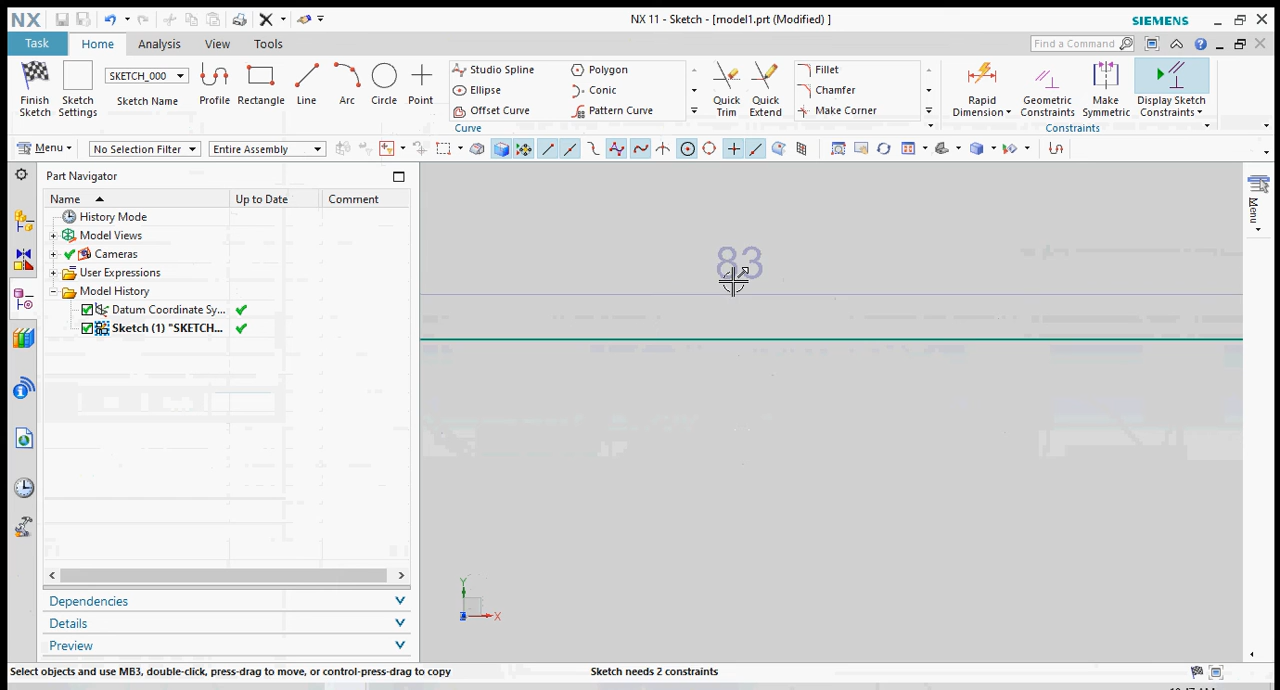 NX
NX 11 - Sketch - [model1.prt (Modified) ]
SIEMENS
Task
Home
Analysis
View
Tools
Find a Command
Finish Sketch
Sketch Settings
SKETCH_000
Sketch Name
Profile
Rectangle
Line
Arc
Circle
Point
Studio Spline
Ellipse
Offset Curve
Polygon
Conic
Pattern Curve
Quick Trim
Quick Extend
Fillet
Chamfer
Make Corner
Curve
Rapid Dimension
Geometric Constraints
Make Symmetric
Display Sketch Constraints
Constraints
Menu
No Selection Filter
Entire Assembly
Part Navigator
Name
Up to Date
Comment
History Mode
Model Views
Cameras
User Expressions
Model History
Datum Coordinate Sy...
Sketch (1) "SKETCH...
Dependencies
Details
Preview
83
Y
X
Menu
Select objects and use MB3, double-click, press-drag to move, or control-press-drag to copy
Sketch needs 2 constraints